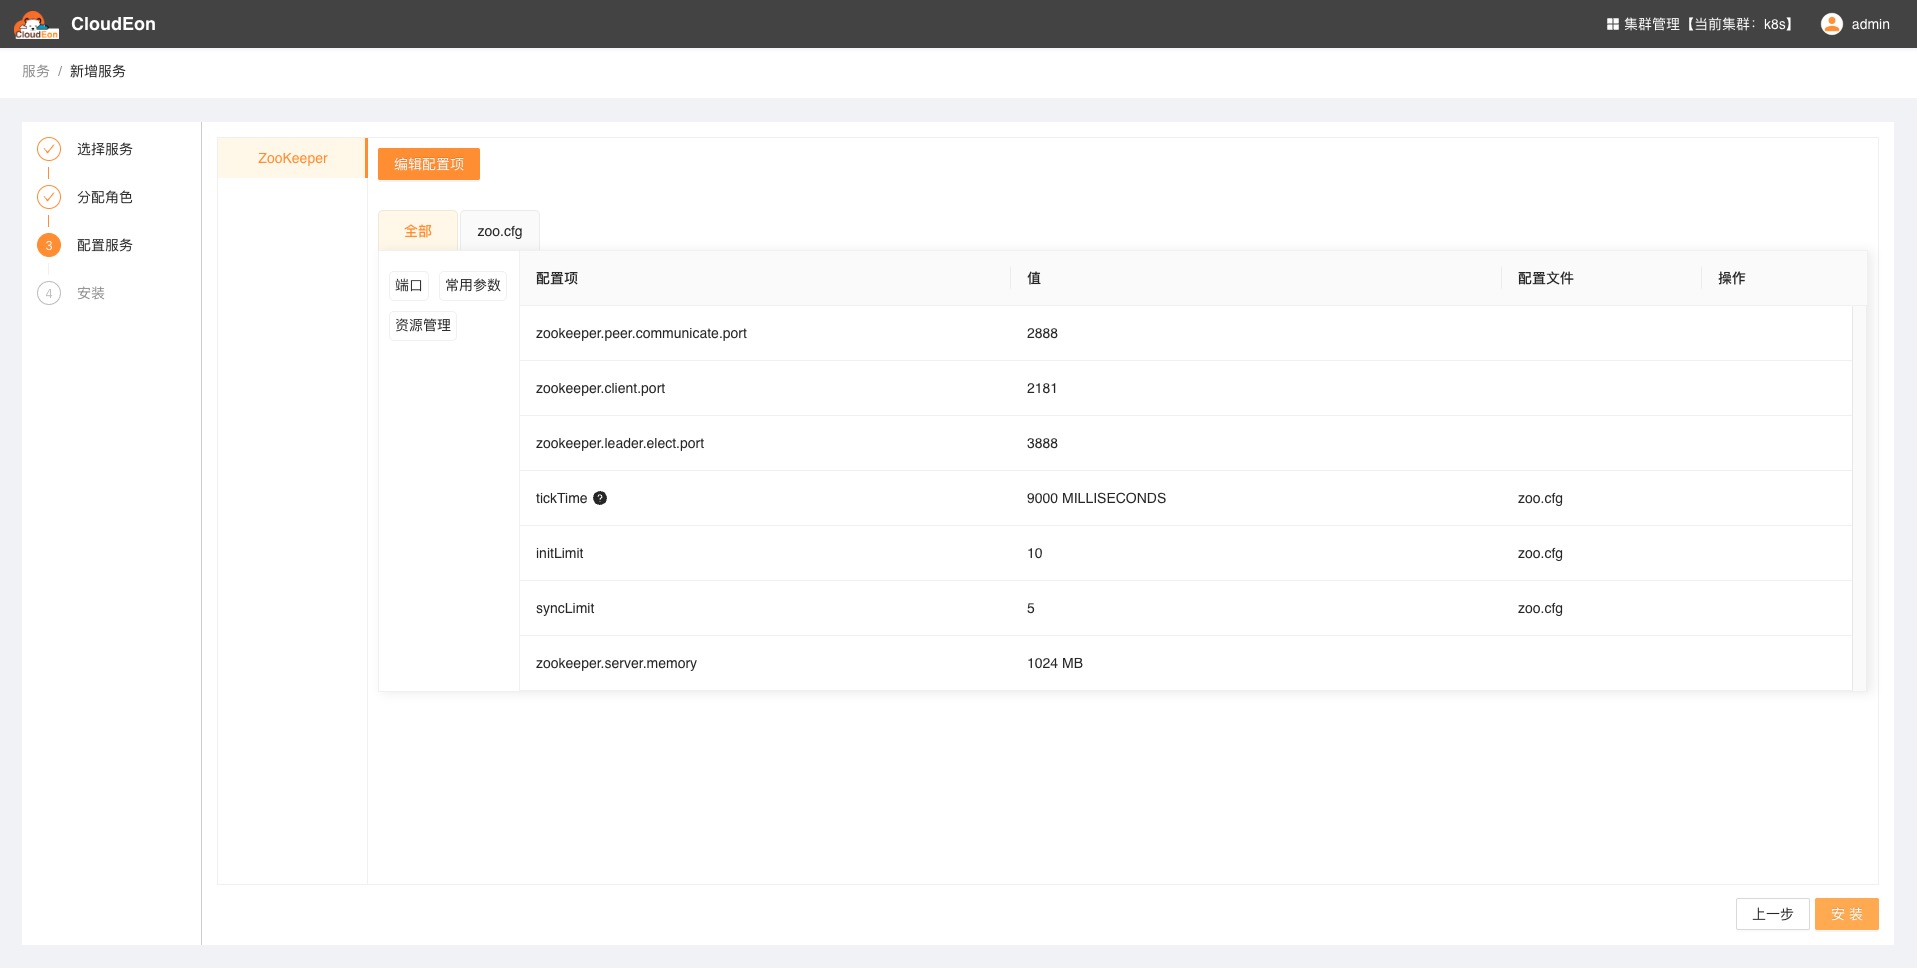 CloudEon
CloudEon
集群管理【当前集群：k8s】
admin
服务 / 新增服务
选择服务
分配角色
3 配置服务
4 安装
ZooKeeper
编辑配置项
全部 zoo.cfg
端口 常用参数
资源管理
配置项 值 配置文件 操作
zookeeper.peer.communicate.port 2888
zookeeper.client.port 2181
zookeeper.leader.elect.port 3888
tickTime ? 9000 MILLISECONDS zoo.cfg
initLimit 10 zoo.cfg
syncLimit 5 zoo.cfg
zookeeper.server.memory 1024 MB
上一步 安 装